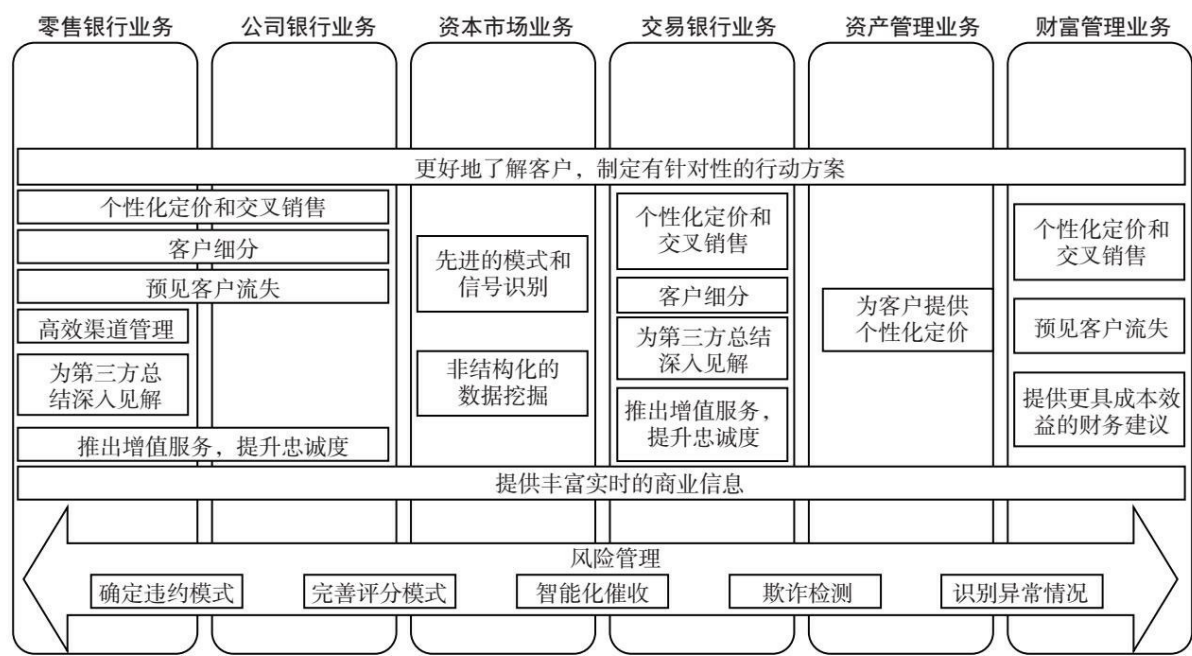 零售银行业务
公司银行业务
资本市场业务
交易银行业务
资产管理业务
财富管理业务
更好地了解客户，制定有针对性的行动方案
个性化定价和交叉销售
客户细分
预见客户流失
高效渠道管理
为第三方总
结深入见解
推出增值服务，提升忠诚度
先进的模式和
信号识别
非结构化的
数据挖掘
个性化定价和
交叉销售
客户细分
为第三方总结
深入见解
推出增值服务，
提升忠诚度
为客户提供
个性化定价
个性化定价和
交叉销售
预见客户流失
提供更具成本效
益的财务建议
提供丰富实时的商业信息
风险管理
确定违约模式
完善评分模式
智能化催收
欺诈检测
识别异常情况